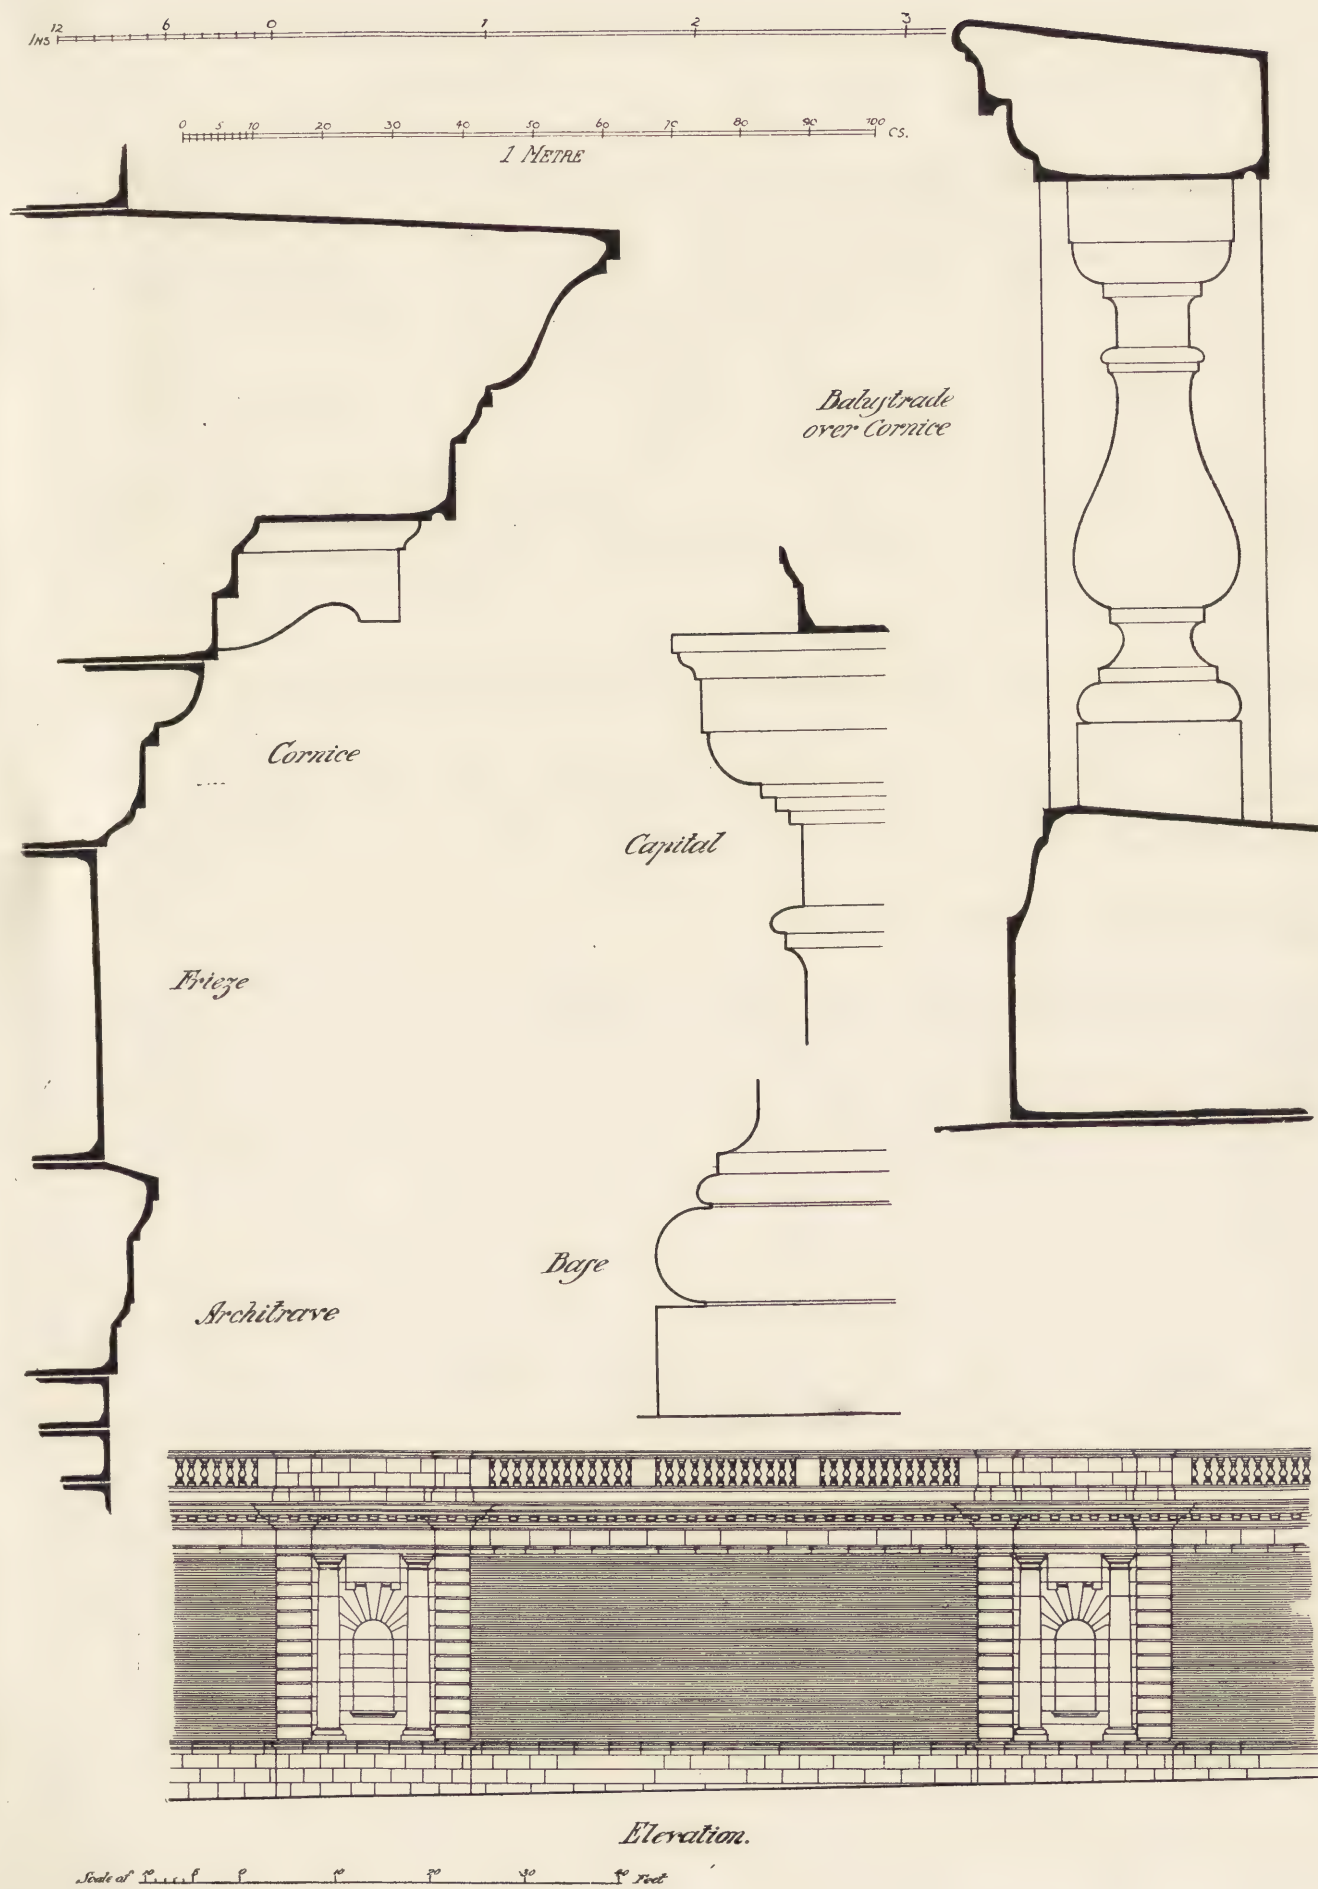 INS 12 6 0 1 2 3
0 5 10 20 30 40 50 60 70 80 90 100 CS.
1 METRE
Baluſtrade
over Cornice
Cornice
Capital
Frieze
Baſe
Architrave
Elevation.
Scale of 10 5 0 10 20 30 40 Feet